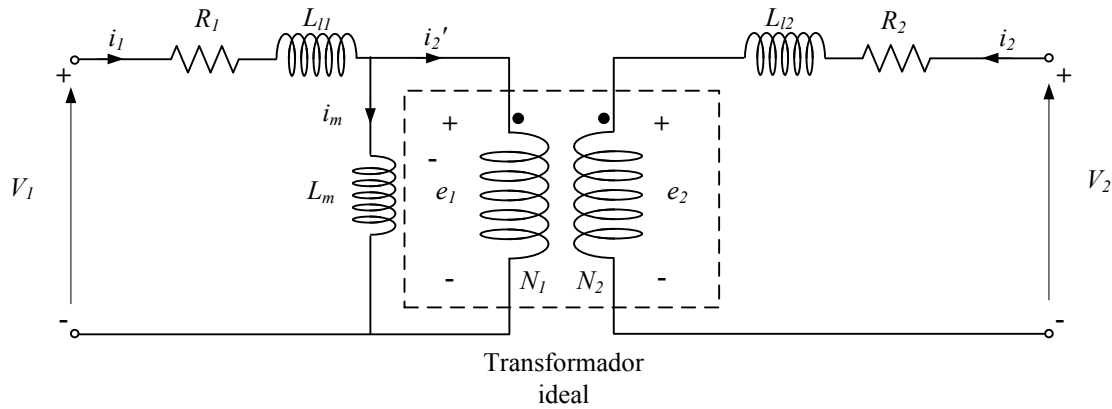 i₁ R₁ Lₗ₁ i₂' Lₗ₂ R₂ i₂
+ +
iₘ + - + 
V₁ Lₘ e₁ e₂ V₂
- N₁ N₂ -
- -
Transformador
ideal